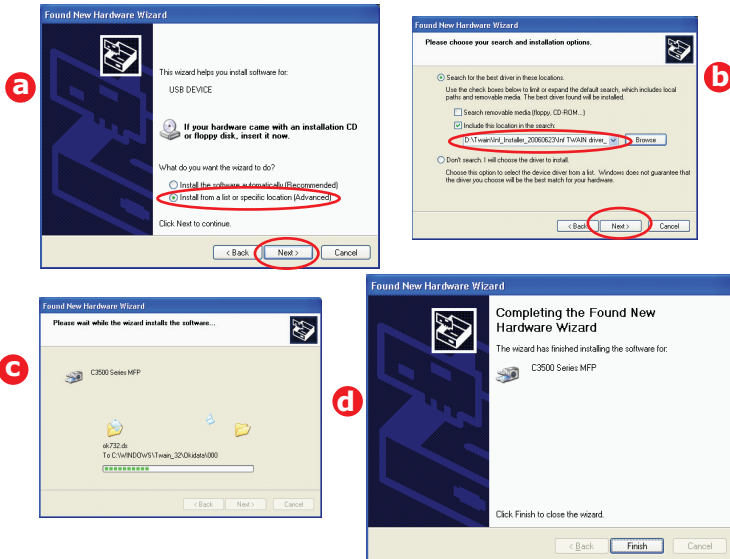 a
Found New Hardware Wizard
This wizard helps you install software for:
USB DEVICE
If your hardware came with an installation CD
or floppy disk, insert it now.
What do you want the wizard to do?
Install the software automatically (Recommended)
Install from a list or specific location (Advanced)
Click Next to continue.
< Back
Next >
Cancel
b
Found New Hardware Wizard
Please choose your search and installation options.
Search for the best driver in these locations.
Use the check boxes below to limit or expand the default search, which includes local
paths and removable media. The best driver found will be installed.
Search removable media (floppy, CD-ROM...)
Include this location in the search:
D:\Twain\Inf_Installer_20060623\Inf TWAIN driver_
Browse
Don't search. I will choose the driver to install.
Choose this option to select the device driver from a list. Windows does not guarantee that
the driver you choose will be the best match for your hardware.
< Back
Next >
Cancel
c
Found New Hardware Wizard
Please wait while the wizard installs the software...
C3500 Series MFP
ok732.ds
To C:\WINDOWS\Twain_32\Okidata\000
< Back
Next >
Cancel
d
Found New Hardware Wizard
Completing the Found New
Hardware Wizard
The wizard has finished installing the software for:
C3500 Series MFP
Click Finish to close the wizard.
< Back
Finish
Cancel